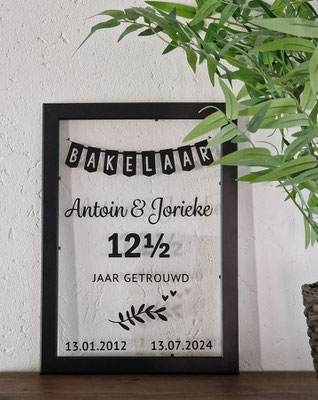 BAKELAAR
Antoin & Jorieke
12½
JAAR GETROUWD
13.01.2012 13.07.2024